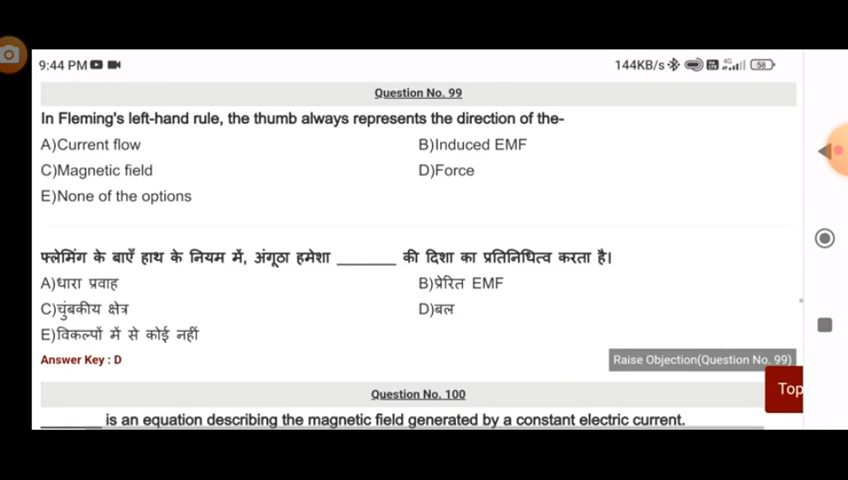 9:44 PM 144KB/s 4G 58
Question No. 99
In Fleming's left-hand rule, the thumb always represents the direction of the-
A)Current flow B)Induced EMF
C)Magnetic field D)Force
E)None of the options
फ्लेमिंग के बाएँ हाथ के नियम में, अंगूठा हमेशा ________ की दिशा का प्रतिनिधित्व करता है।
A)धारा प्रवाह B)प्रेरित EMF
C)चुंबकीय क्षेत्र D)बल
E)विकल्पों में से कोई नहीं
Answer Key : D Raise Objection(Question No. 99)
Top
Question No. 100
_______ is an equation describing the magnetic field generated by a constant electric current.